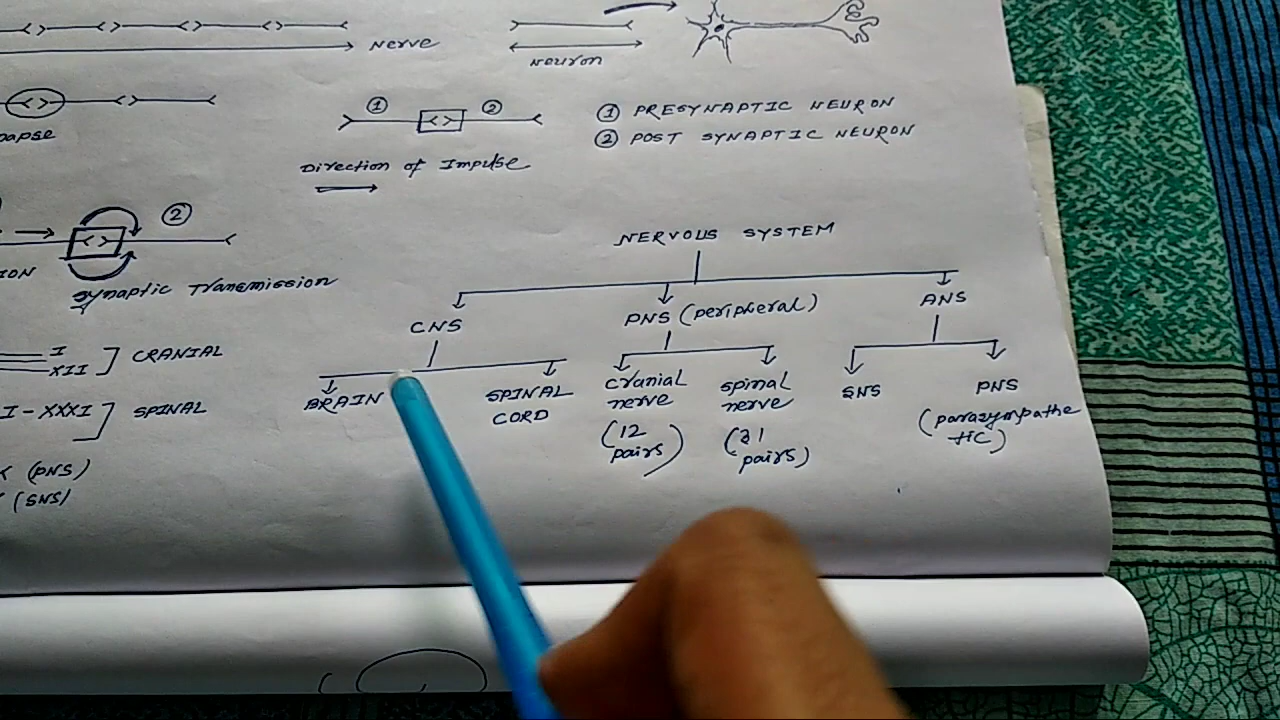 Nerve
Neuron
① ②
① PRESYNAPTIC NEURON
② POST SYNAPTIC NEURON
Direction of Impulse
②
Synaptic Transmission
NERVOUS SYSTEM
CNS PNS (peripheral) ANS
BRAIN SPINAL CORD
cranial nerve (12 pairs)
spinal nerve (31 pairs)
SNS PNS
(parasympathe
tic)
I
XII ] CRANIAL
I - XXXI ] SPINAL
(PNS)
(SNS)